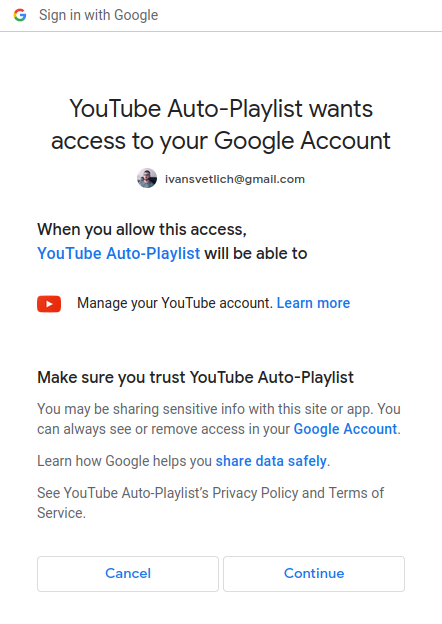 Sign in with Google
YouTube Auto-Playlist wants
access to your Google Account
ivansvetlich@gmail.com
When you allow this access,
YouTube Auto-Playlist will be able to
Manage your YouTube account. Learn more
Make sure you trust YouTube Auto-Playlist
You may be sharing sensitive info with this site or app. You
can always see or remove access in your Google Account.
Learn how Google helps you share data safely.
See YouTube Auto-Playlist's Privacy Policy and Terms of
Service.
Cancel
Continue